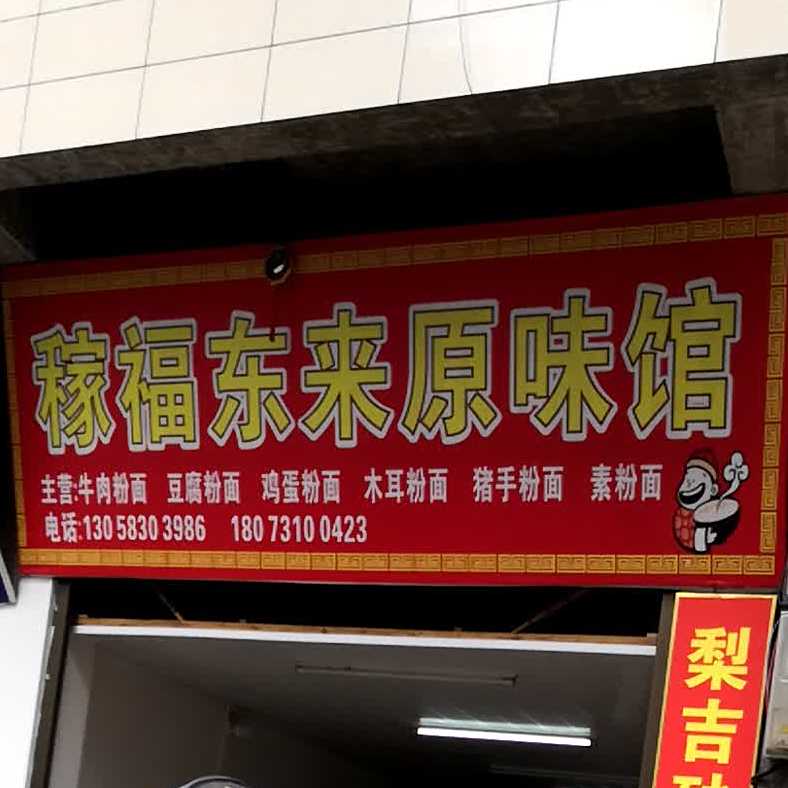 稼福东来原味馆
主营:牛肉粉面 豆腐粉面 鸡蛋粉面 木耳粉面 猪手粉面 素粉面
电话:130 5830 3986 180 7310 0423
梨吉